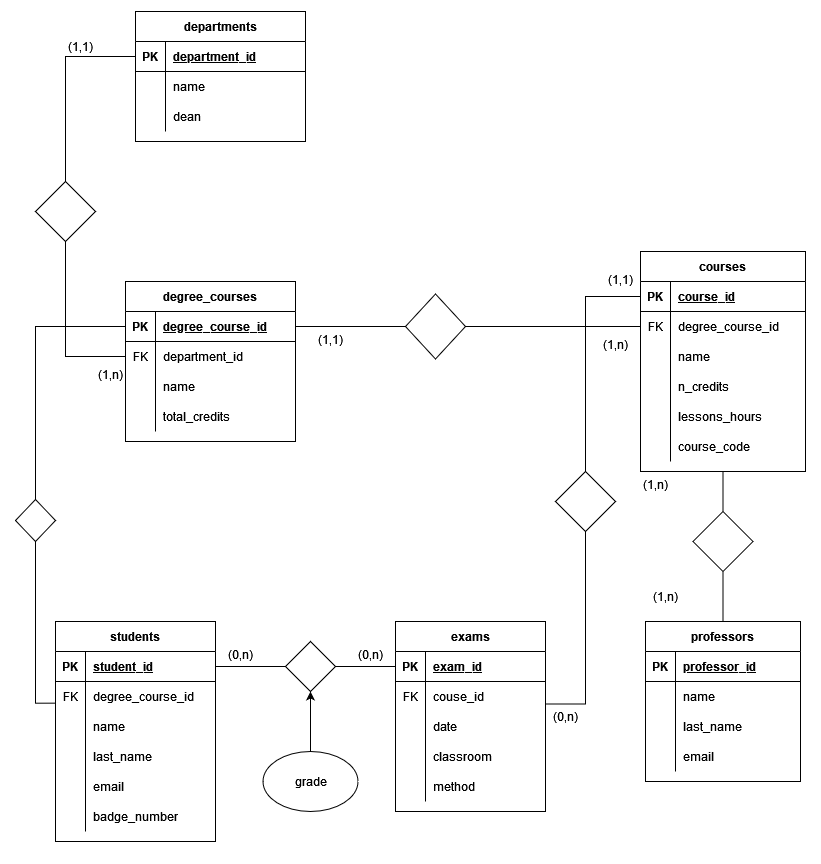 departments
(1,1)
PK department_id
name
dean
degree_courses
PK degree_course_id
FK department_id
name
total_credits
(1,n)
(1,1)
courses
(1,1)
PK course_id
FK degree_course_id
(1,n)
name
n_credits
lessons_hours
course_code
(1,n)
(1,n)
students
PK student_id
FK degree_course_id
name
last_name
email
badge_number
(0,n)
(0,n)
grade
exams
PK exam_id
FK couse_id
date
classroom
method
(0,n)
professors
PK professor_id
name
last_name
email